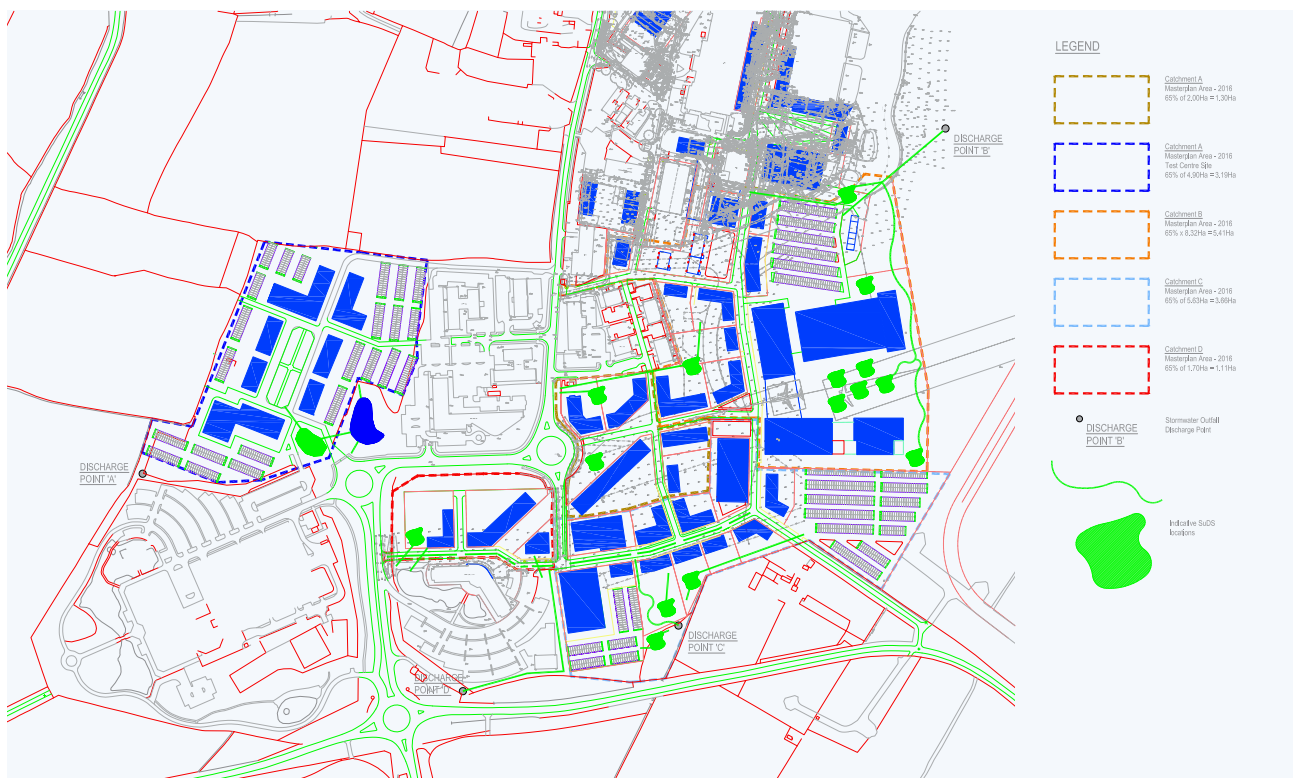 LEGEND
Catchment A
Masterplan Area - 2016
65% of 2,00Ha = 1,30Ha
Catchment A
Masterplan Area - 2016
Test Centre Site
65% of 4,90Ha = 3,19Ha
Catchment B
Masterplan Area - 2016
65% x 8,32Ha = 5,41Ha
Catchment C
Masterplan Area - 2016
65% of 5,63Ha = 3,66Ha
Catchment D
Masterplan Area - 2016
65% of 1,70Ha = 1,11Ha
DISCHARGE
POINT 'B'
Stormwater Outfall
Discharge Point
Indicative SuDS
locations
DISCHARGE
POINT 'B'
DISCHARGE
POINT 'A'
DISCHARGE
POINT 'C'
DISCHARGE
POINT 'D'